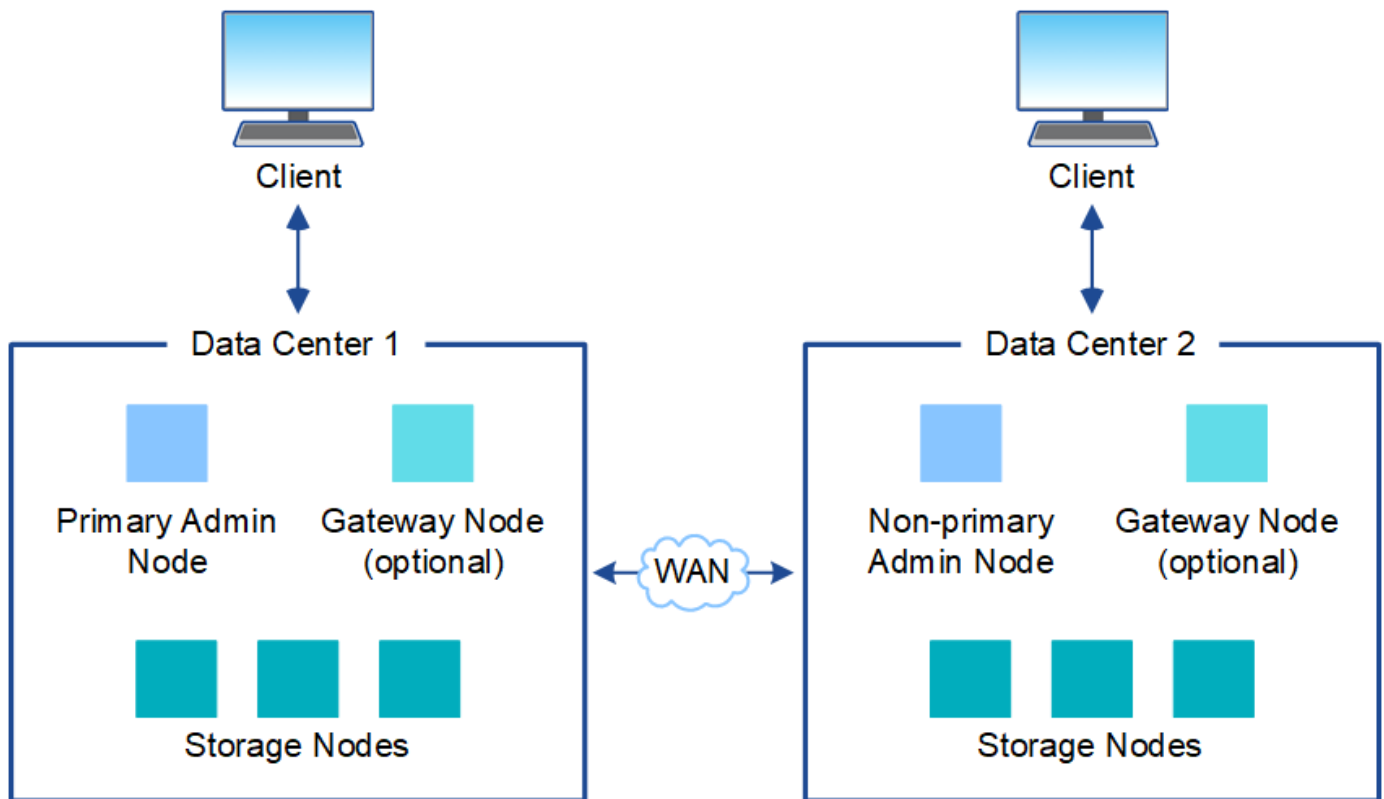 Client
Client
Data Center 1
Data Center 2
Primary Admin
Node
Gateway Node
(optional)
WAN
Non-primary
Admin Node
Gateway Node
(optional)
Storage Nodes
Storage Nodes